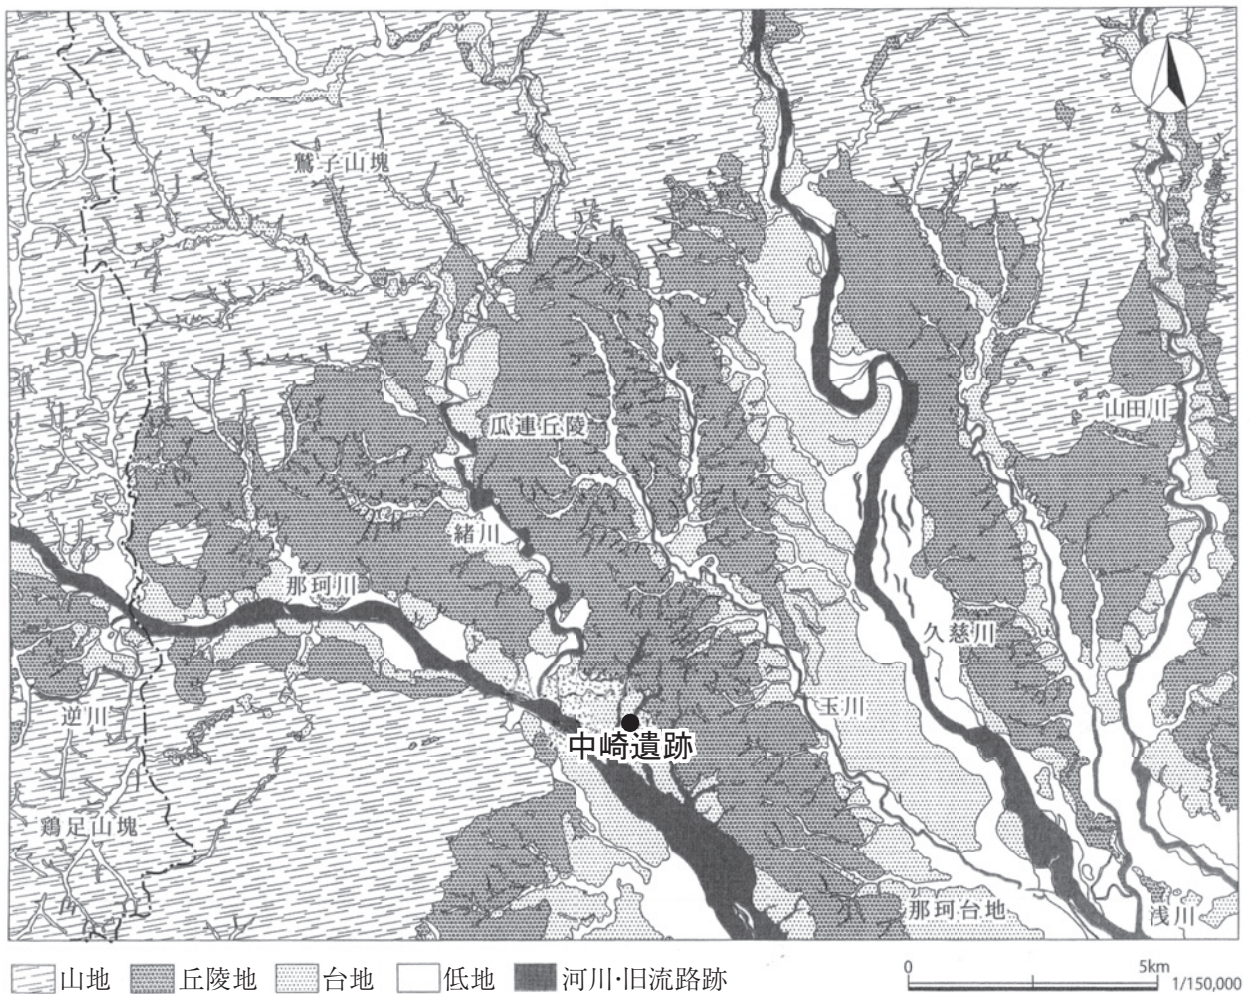 鷲子山塊
山田川
瓜連丘陵
緒川
那珂川
久慈川
逆川
玉川
中崎遺跡
鶏足山塊
那珂台地
浅川
山地
丘陵地
台地
低地
河川・旧流路跡
0
5km
1/150,000